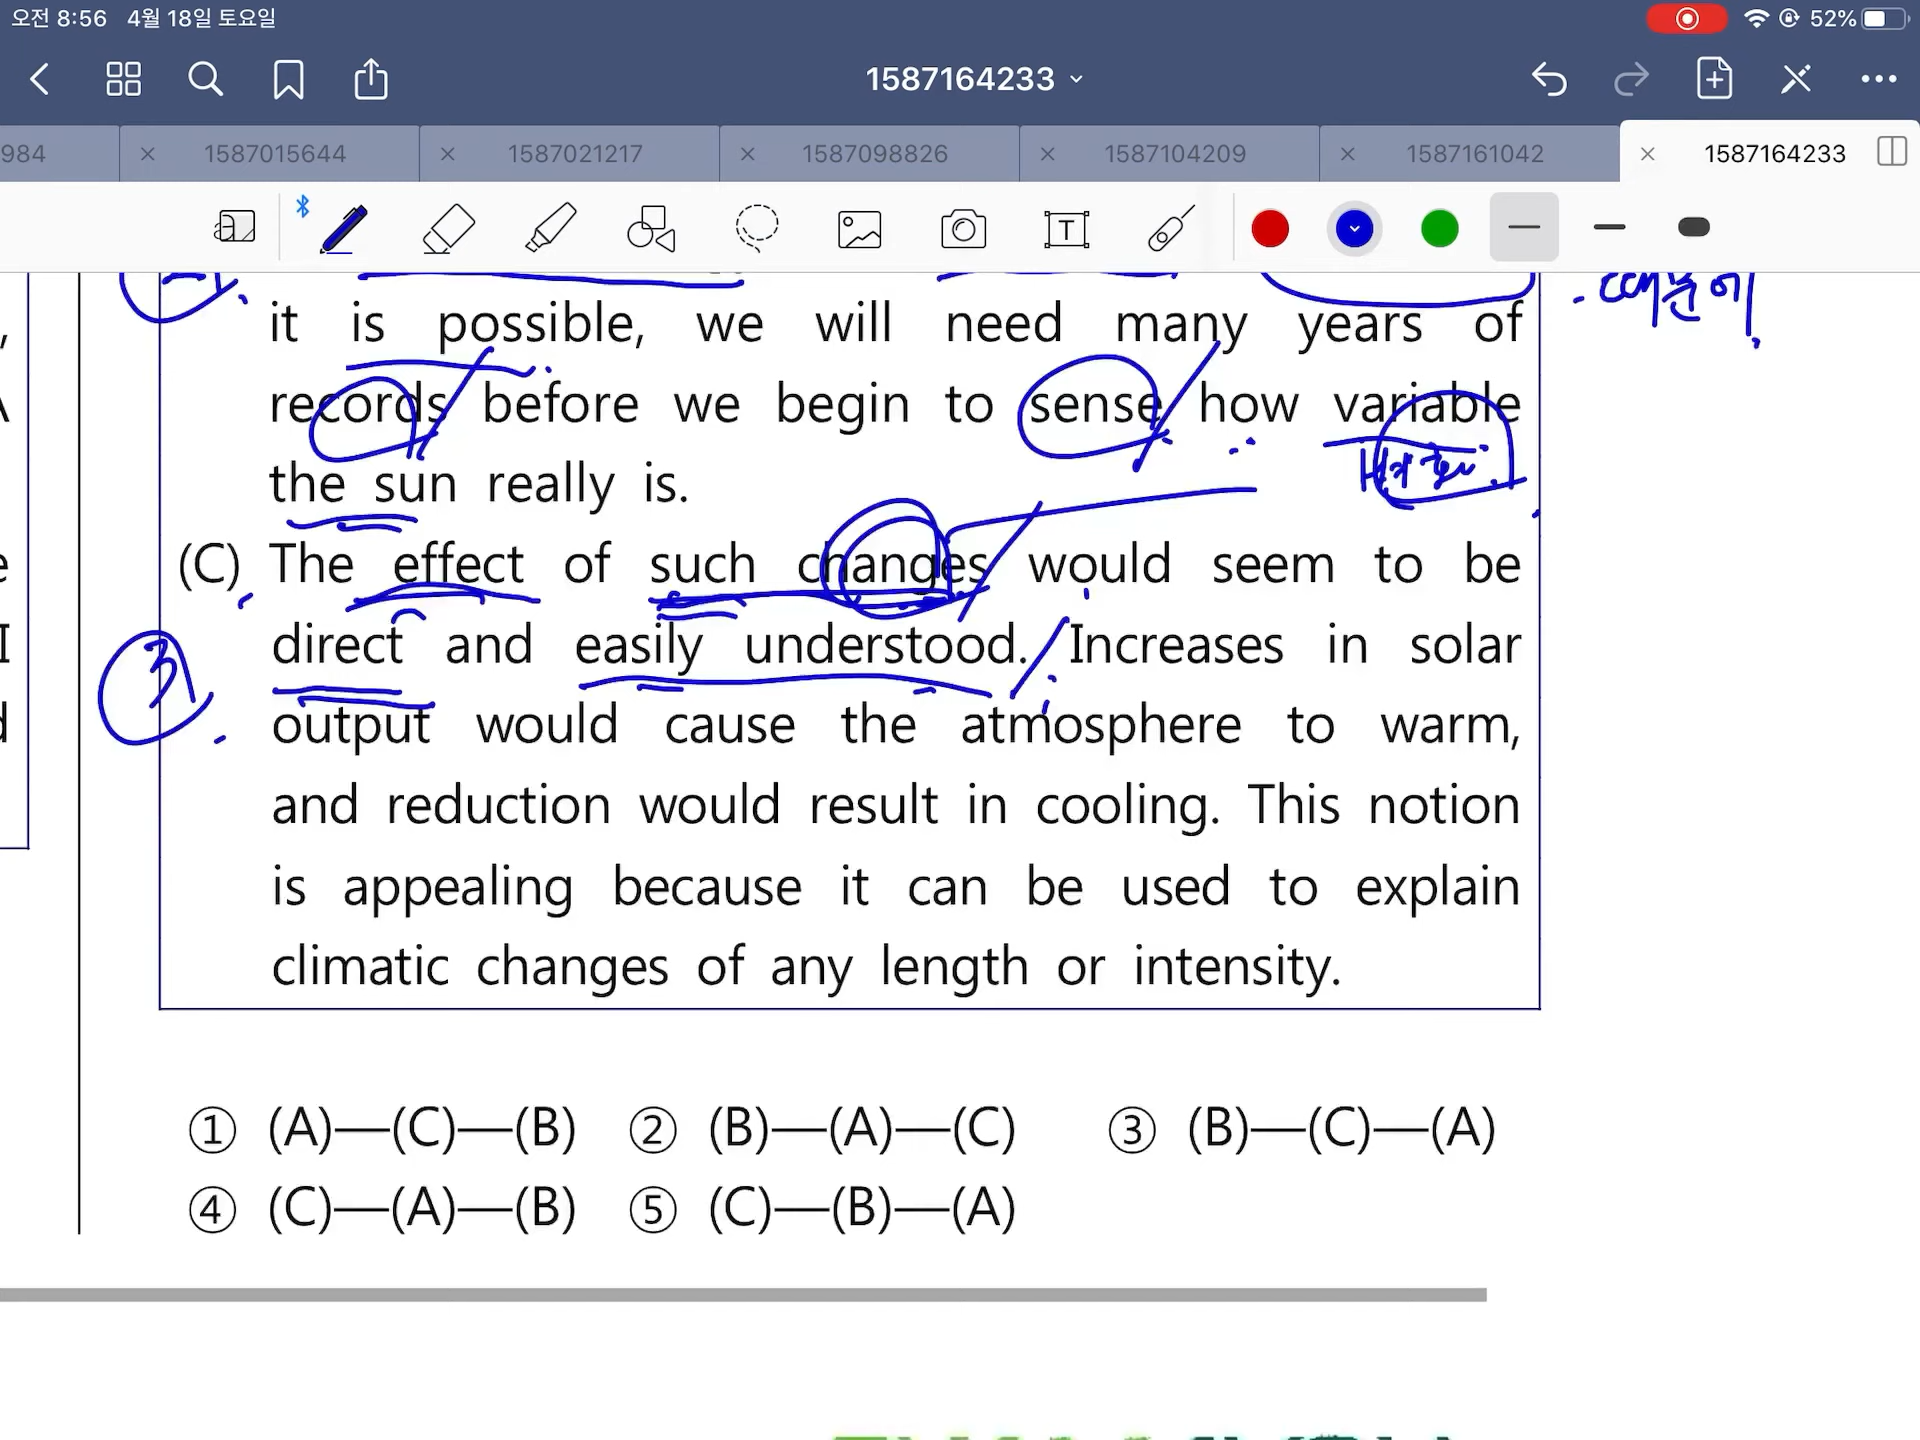 오전 8:56 4월 18일 토요일
52%
1587164233
984
1587015644
1587021217
1587098826
1587104209
1587161042
1587164233
때문에
it is possible, we will need many years of
records before we begin to sense how variable
the sun really is.
(C) The effect of such changes would seem to be
direct and easily understood. Increases in solar
3
output would cause the atmosphere to warm,
and reduction would result in cooling. This notion
is appealing because it can be used to explain
climatic changes of any length or intensity.
① (A)—(C)—(B) ② (B)—(A)—(C) ③ (B)—(C)—(A)
④ (C)—(A)—(B) ⑤ (C)—(B)—(A)